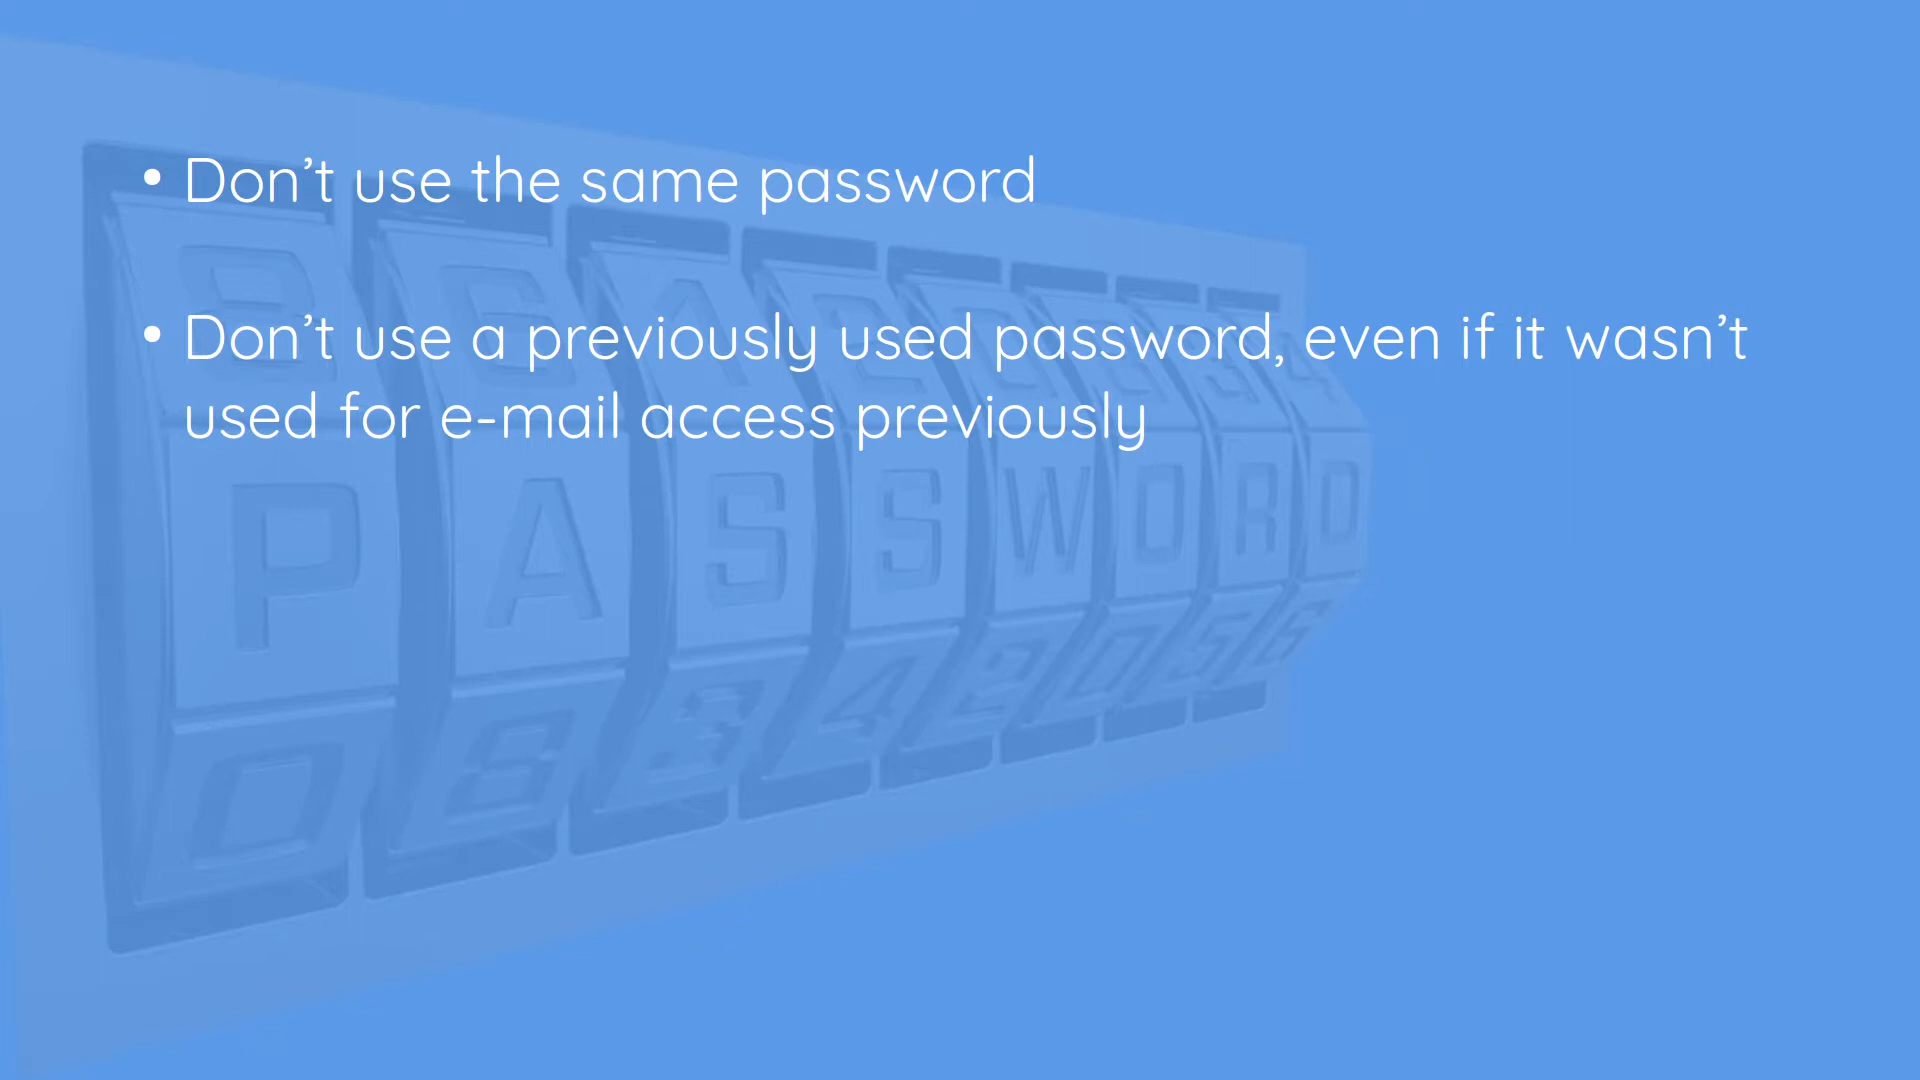 • Don’t use the same password
• Don’t use a previously used password, even if it wasn’t
used for e-mail access previously
PASSWORD